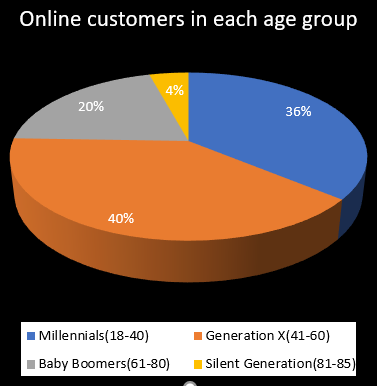 Online customers in each age group
4%
36%
20%
40%
Millennials(18-40) Generation X(41-60)
Baby Boomers(61-80) Silent Generation(81-85)